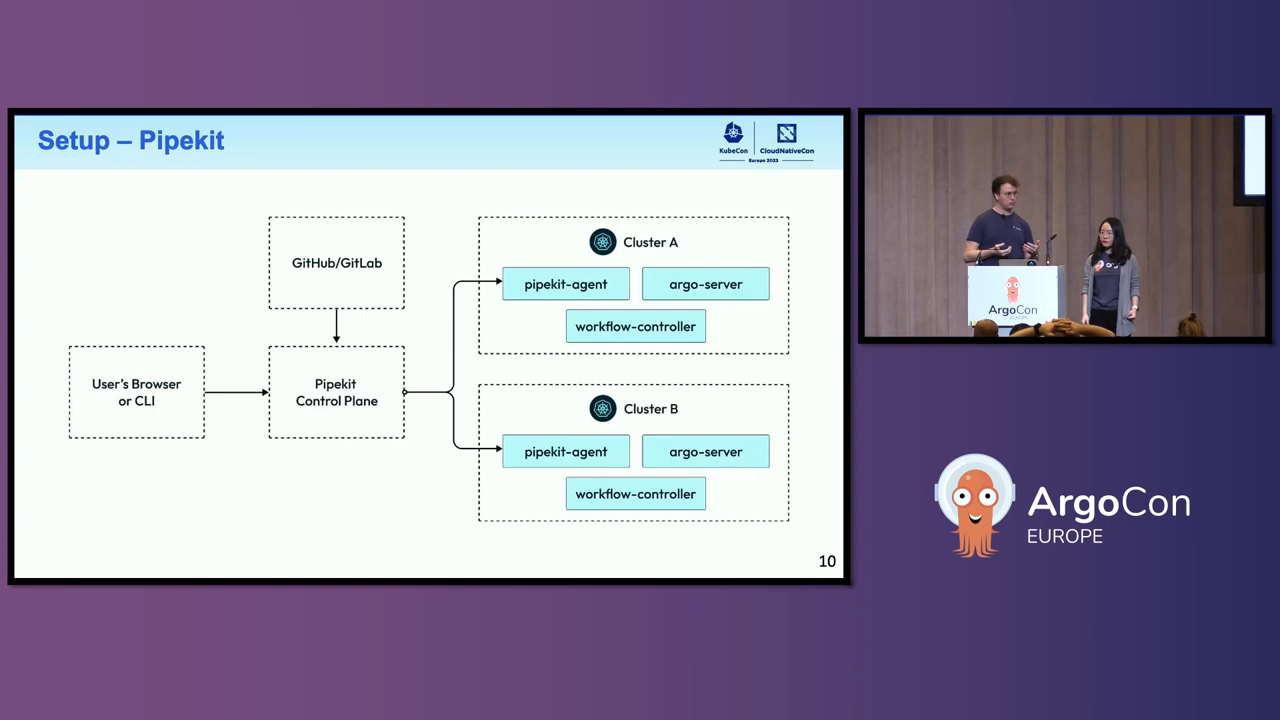 Setup – Pipekit
KubeCon
CloudNativeCon
Europe 2023
GitHub/GitLab
User's Browser
or CLI
Pipekit
Control Plane
Cluster A
pipekit-agent
argo-server
workflow-controller
Cluster B
pipekit-agent
argo-server
workflow-controller
10
ArgoCon
EUROPE
ArgoCon
EUROPE